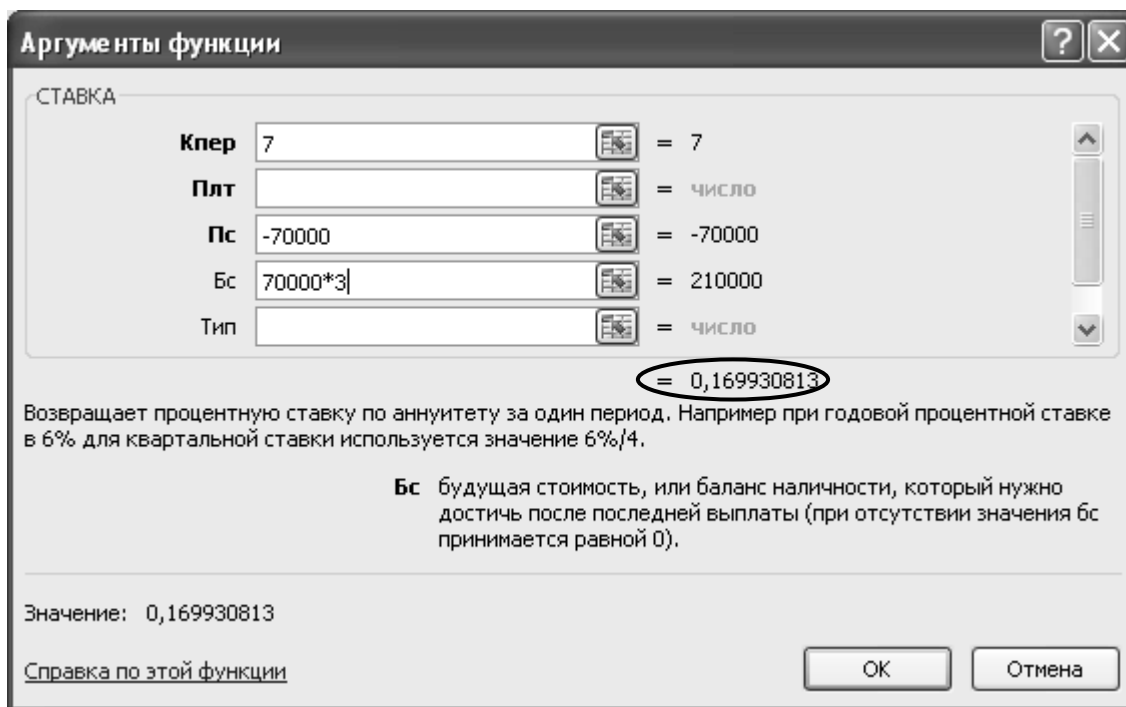 Аргументы функции
СТАВКА
Кпер 7 = 7
Плт = число
Пс -70000 = -70000
Бс 70000*3 = 210000
Тип = число
= 0,169930813
Возвращает процентную ставку по аннуитету за один период. Например при годовой процентной ставке
в 6% для квартальной ставки используется значение 6%/4.
Бс будущая стоимость, или баланс наличности, который нужно
достичь после последней выплаты (при отсутствии значения бс
принимается равной 0).
Значение: 0,169930813
Справка по этой функции
ОК
Отмена